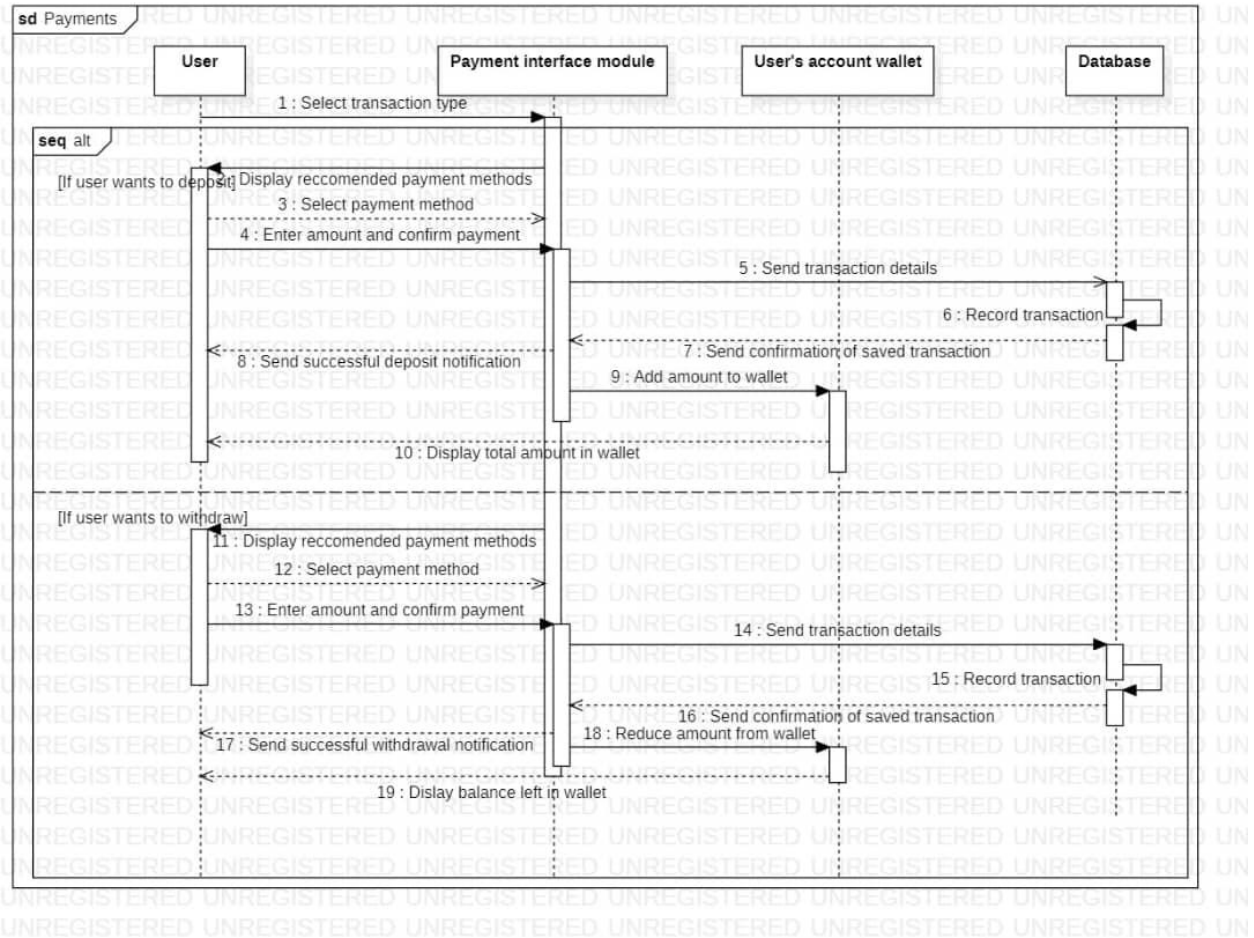 sd Payments
User
Payment interface module
User's account wallet
Database
1 : Select transaction type
seq alt
[If user wants to deposit]
2 : Display reccomended payment methods
3 : Select payment method
4 : Enter amount and confirm payment
5 : Send transaction details
6 : Record transaction
7 : Send confirmation of saved transaction
8 : Send successful deposit notification
9 : Add amount to wallet
10 : Display total amount in wallet
[If user wants to withdraw]
11 : Display reccomended payment methods
12 : Select payment method
13 : Enter amount and confirm payment
14 : Send transaction details
15 : Record transaction
16 : Send confirmation of saved transaction
18 : Reduce amount from wallet
17 : Send successful withdrawal notification
19 : Dislay balance left in wallet
UNREGISTERED